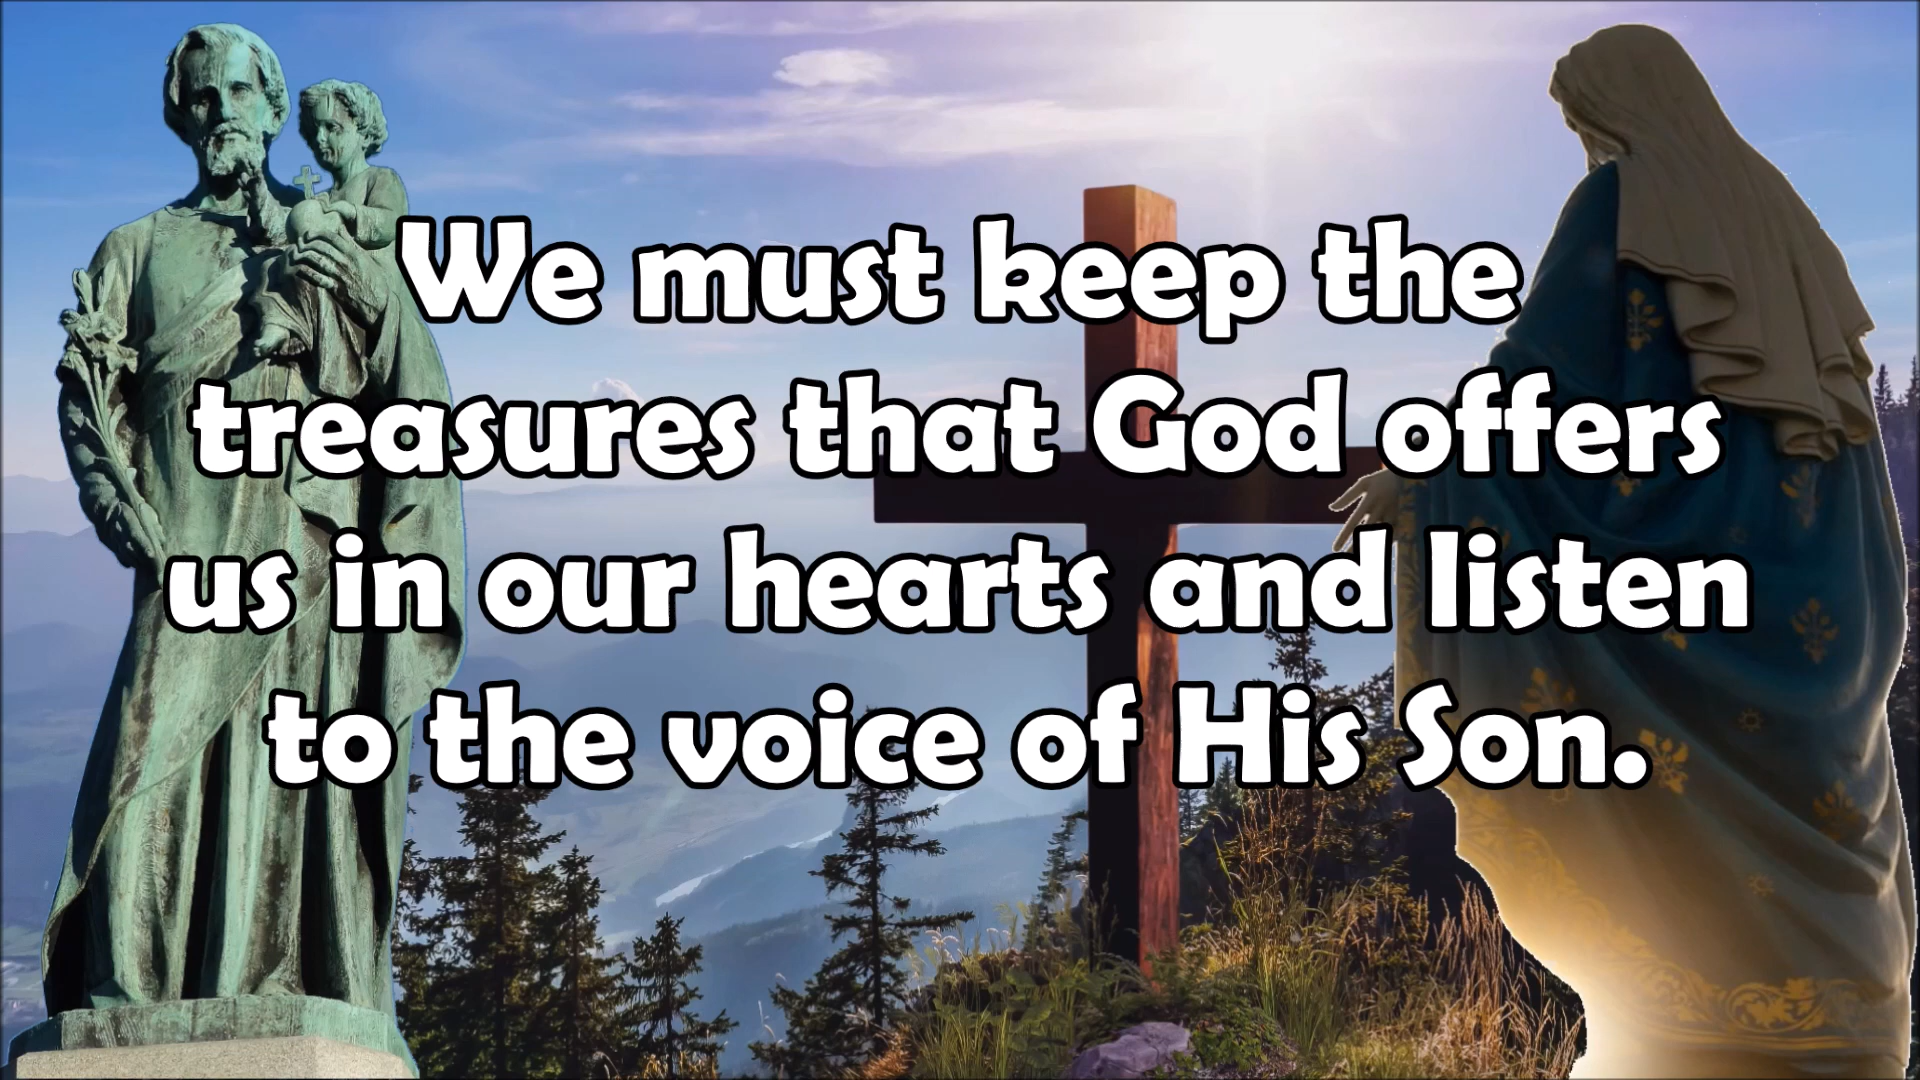 We must keep the
treasures that God offers
us in our hearts and listen
to the voice of His Son.